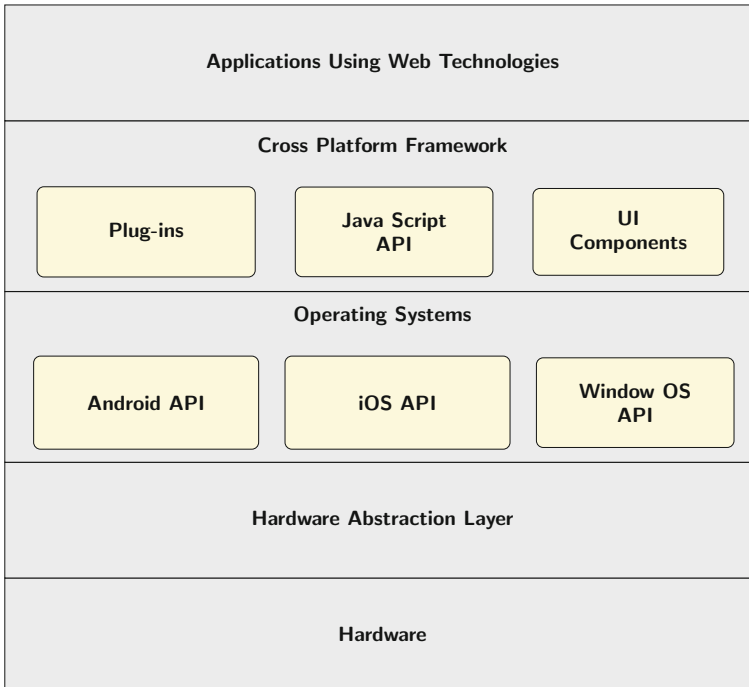 Applications Using Web Technologies
Cross Platform Framework
Plug-ins
Java Script
API
UI
Components
Operating Systems
Android API
iOS API
Window OS
API
Hardware Abstraction Layer
Hardware